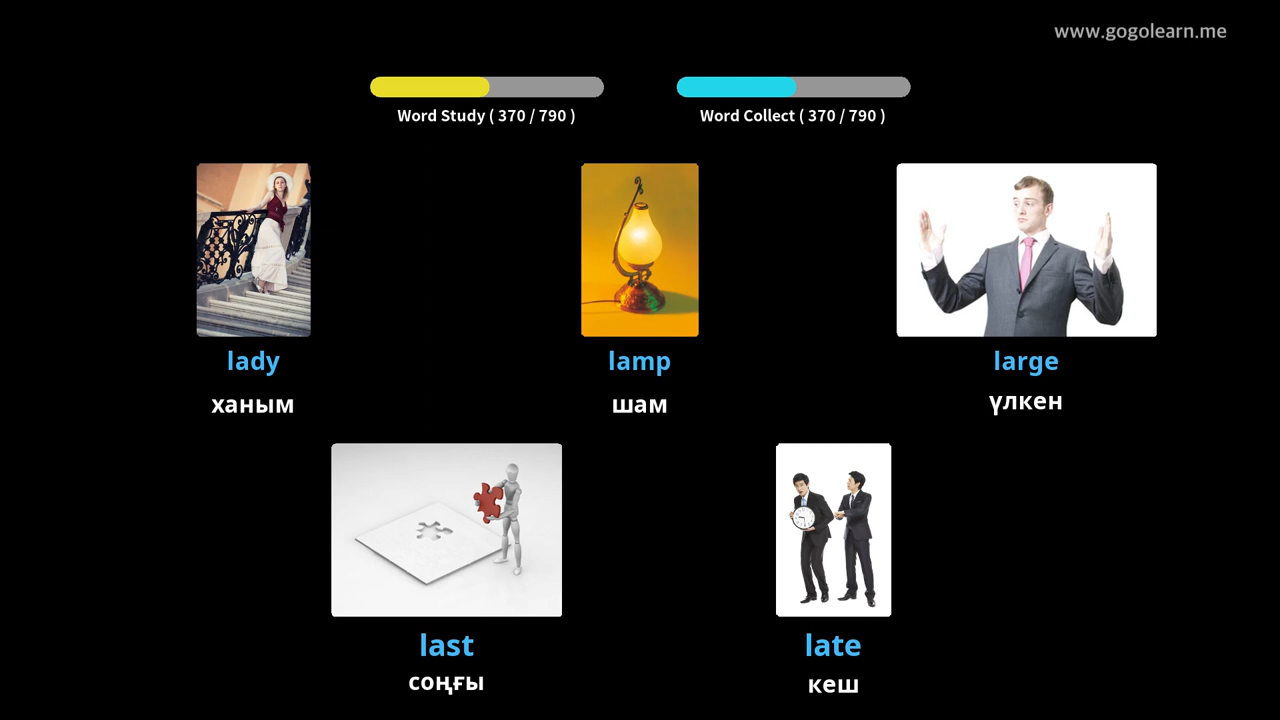 www.gogolearn.me
Word Study ( 370 / 790 )
Word Collect ( 370 / 790 )
lady
ханым
lamp
шам
large
үлкен
last
соңғы
late
кеш